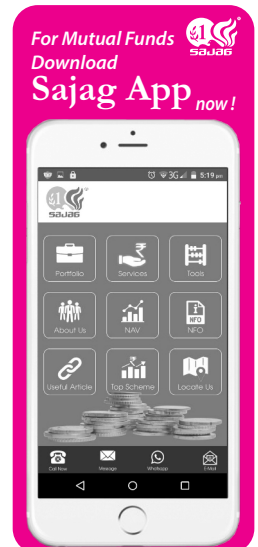 For Mutual Funds
SaJaG
Download
Sajag App now !
3G 5:19 pm
SaJaG
Portfolio Services Tools
About Us NAV NFO
NFO
Useful Article Top Scheme Locate Us
Call Now Message Whatsapp E-Mail